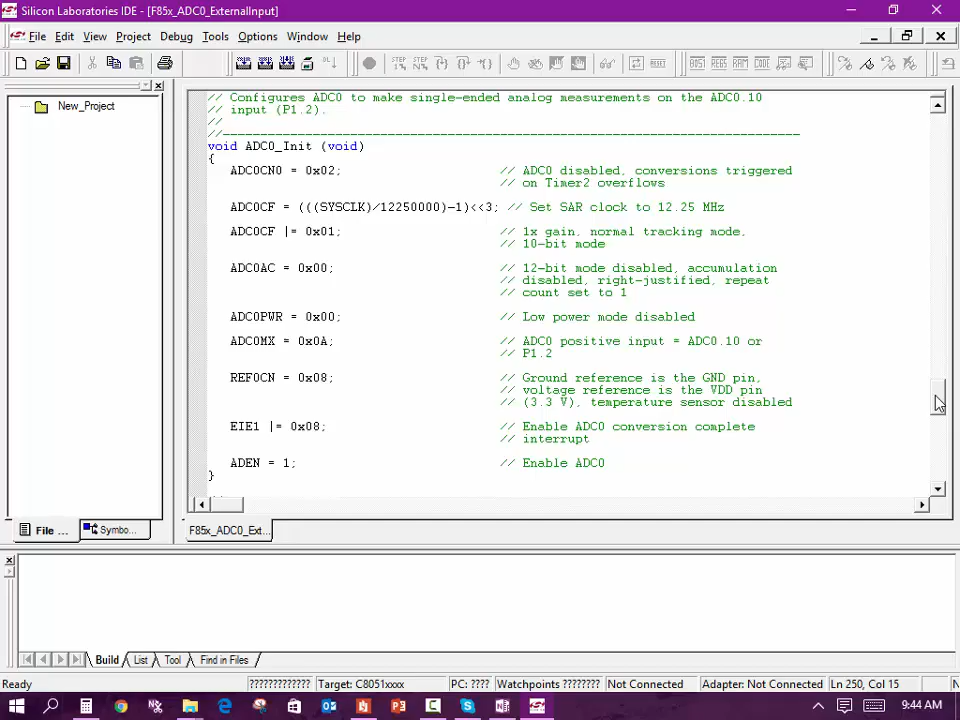 Silicon Laboratories IDE - [F85x_ADC0_ExternalInput]
File Edit View Project Debug Tools Options Window Help
New_Project
// Configures ADC0 to make single-ended analog measurements on the ADC0.10
// input (P1.2).
//
//-----------------------------------------------------------------------------
void ADC0_Init (void)
{
ADC0CN0 = 0x02; // ADC0 disabled, conversions triggered
// on Timer2 overflows
ADC0CF = (((SYSCLK)/12250000)-1)<<3; // Set SAR clock to 12.25 MHz
ADC0CF |= 0x01; // 1x gain, normal tracking mode,
// 10-bit mode
ADC0AC = 0x00; // 12-bit mode disabled, accumulation
// disabled, right-justified, repeat
// count set to 1
ADC0PWR = 0x00; // Low power mode disabled
ADC0MX = 0x0A; // ADC0 positive input = ADC0.10 or
// P1.2
REF0CN = 0x08; // Ground reference is the GND pin,
// voltage reference is the VDD pin
// (3.3 V), temperature sensor disabled
EIE1 |= 0x08; // Enable ADC0 conversion complete
// interrupt
ADEN = 1; // Enable ADC0
}
File ... Symbo... F85x_ADC0_Ext...
Build List Tool Find in Files
Ready ????????????? Target: C8051xxxx PC: ???? Watchpoints ???????? Not Connected Adapter: Not Connected Ln 250, Col 15
9:44 AM